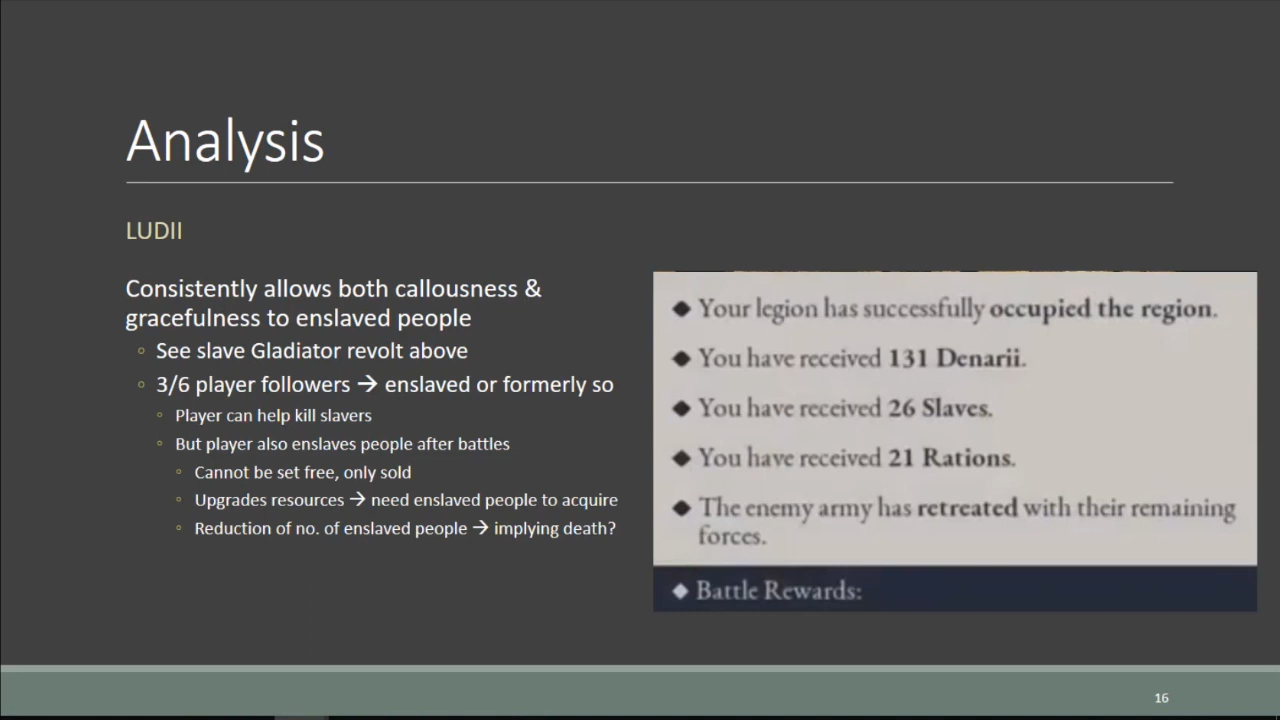 Analysis
LUDII
Consistently allows both callousness &
gracefulness to enslaved people
◦ See slave Gladiator revolt above
◦ 3/6 player followers → enslaved or formerly so
◦ Player can help kill slavers
◦ But player also enslaves people after battles
◦ Cannot be set free, only sold
◦ Upgrades resources → need enslaved people to acquire
◦ Reduction of no. of enslaved people → implying death?
◆ Your legion has successfully occupied the region.
◆ You have received 131 Denarii.
◆ You have received 26 Slaves.
◆ You have received 21 Rations.
◆ The enemy army has retreated with their remaining
forces.
◆ Battle Rewards:
16